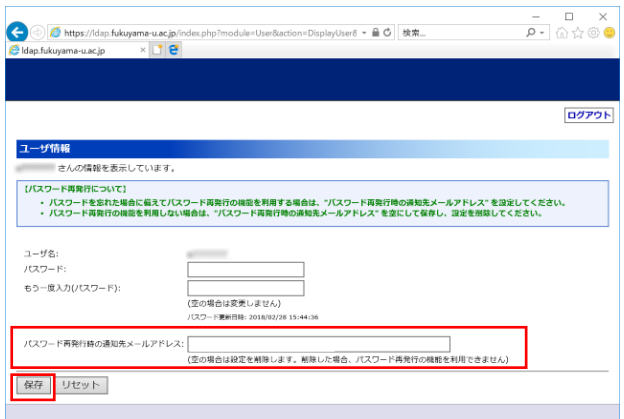 https://ldap.fukuyama-u.ac.jp/index.php?module=User&action=DisplayUser&
検索...
ldap.fukuyama-u.ac.jp
ログアウト
ユーザ情報
さんの情報を表示しています。
【パスワード再発行について】
・ パスワードを忘れた場合に備えてパスワード再発行の機能を利用する場合は、"パスワード再発行時の通知先メールアドレス" を設定してください。
・ パスワード再発行の機能を利用しない場合は、"パスワード再発行時の通知先メールアドレス" を空にして保存し、設定を削除してください。
ユーザ名:
パスワード:
もう一度入力(パスワード):
(空の場合は変更しません)
パスワード更新日時: 2018/02/28 15:44:36
パスワード再発行時の通知先メールアドレス:
(空の場合は設定を削除します。削除した場合、パスワード再発行の機能を利用できません)
保存 リセット